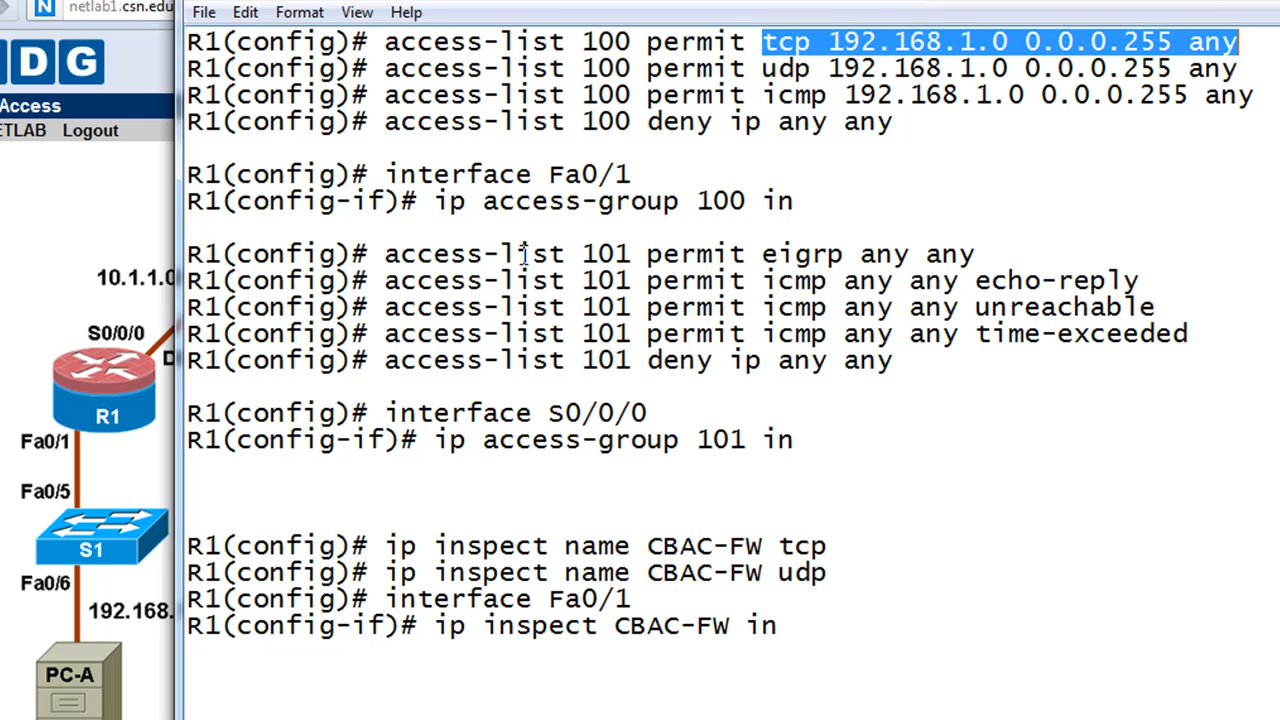 netlab1.csn.edu
N
File Edit Format View Help
DG
Access
ETLAB Logout
R1(config)# access-list 100 permit tcp 192.168.1.0 0.0.0.255 any
R1(config)# access-list 100 permit udp 192.168.1.0 0.0.0.255 any
R1(config)# access-list 100 permit icmp 192.168.1.0 0.0.0.255 any
R1(config)# access-list 100 deny ip any any
R1(config)# interface Fa0/1
R1(config-if)# ip access-group 100 in
R1(config)# access-list 101 permit eigrp any any
R1(config)# access-list 101 permit icmp any any echo-reply
R1(config)# access-list 101 permit icmp any any unreachable
R1(config)# access-list 101 permit icmp any any time-exceeded
R1(config)# access-list 101 deny ip any any
R1(config)# interface S0/0/0
R1(config-if)# ip access-group 101 in
R1(config)# ip inspect name CBAC-FW tcp
R1(config)# ip inspect name CBAC-FW udp
R1(config)# interface Fa0/1
R1(config-if)# ip inspect CBAC-FW in
10.1.1.0
S0/0/0
D
R1
Fa0/1
Fa0/5
S1
Fa0/6
192.168.
PC-A